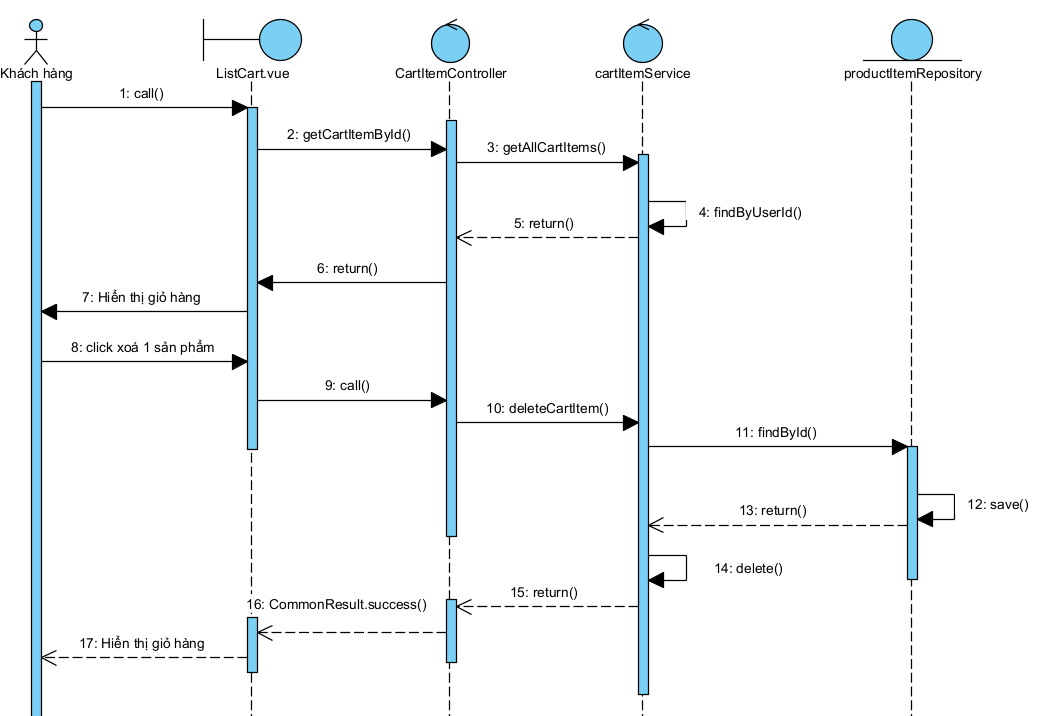 Khách hàng
ListCart.vue
CartItemController
cartItemService
productItemRepository
1: call()
2: getCartItemById()
3: getAllCartItems()
4: findByUserId()
5: return()
6: return()
7: Hiển thị giỏ hàng
8: click xoá 1 sản phẩm
9: call()
10: deleteCartItem()
11: findById()
12: save()
13: return()
14: delete()
15: return()
16: CommonResult.success()
17: Hiển thị giỏ hàng